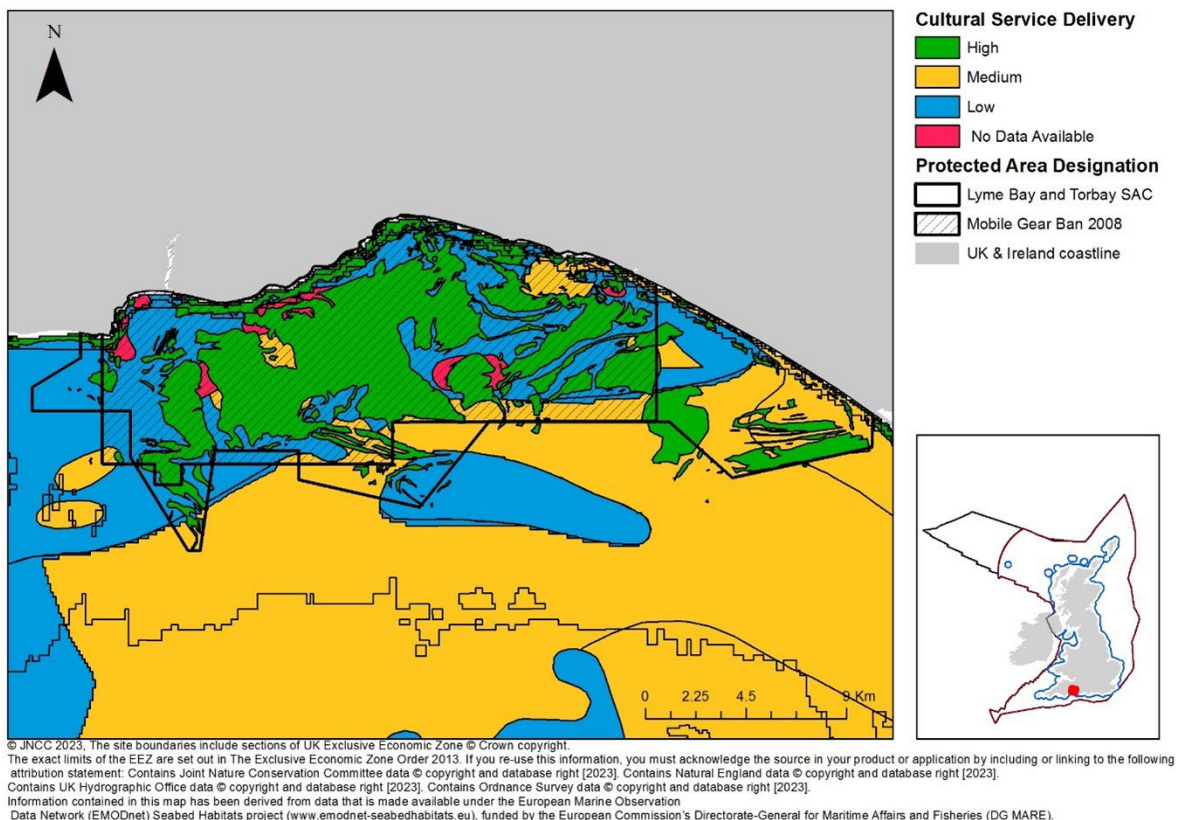 N
Cultural Service Delivery
High
Medium
Low
No Data Available
Protected Area Designation
Lyme Bay and Torbay SAC
Mobile Gear Ban 2008
UK & Ireland coastline
0 2.25 4.5 9 Km
© JNCC 2023, The site boundaries include sections of UK Exclusive Economic Zone © Crown copyright.
The exact limits of the EEZ are set out in The Exclusive Economic Zone Order 2013. If you re-use this information, you must acknowledge the source in your product or application by including or linking to the following
attribution statement: Contains Joint Nature Conservation Committee data © copyright and database right [2023]. Contains Natural England data © copyright and database right [2023].
Contains UK Hydrographic Office data © copyright and database right [2023]. Contains Ordnance Survey data © copyright and database right [2023].
Information contained in this map has been derived from data that is made available under the European Marine Observation
Data Network (EMODnet) Seabed Habitats project (www.emodnet-seabedhabitats.eu), funded by the European Commission's Directorate-General for Maritime Affairs and Fisheries (DG MARE).